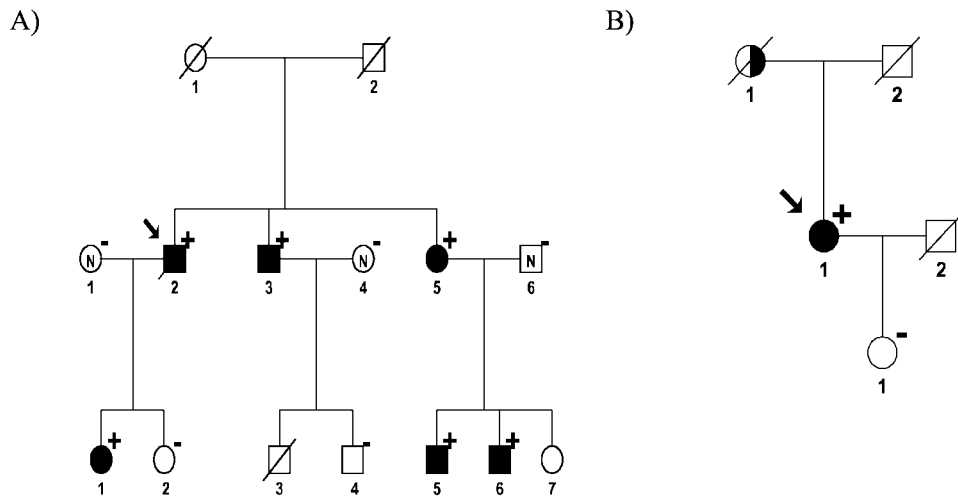 A) B)
1 2 1 2
- + + - + -
N N N
1 2 3 4 5 6
+
1 2
+ - - + +
1 2 3 4 5 6 7
-
1